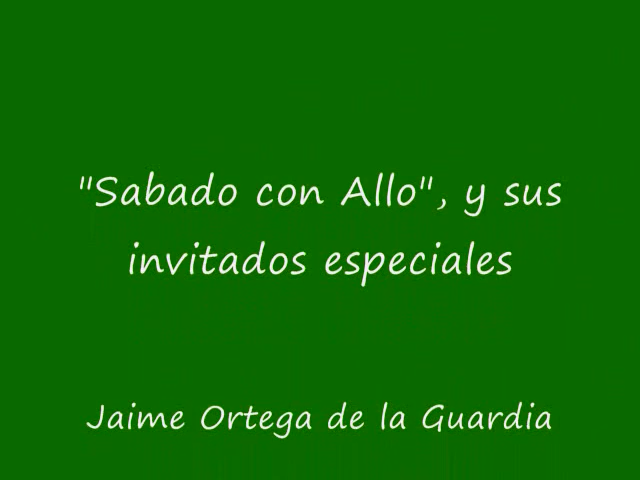 "Sabado con Allo", y sus
invitados especiales
Jaime Ortega de la Guardia